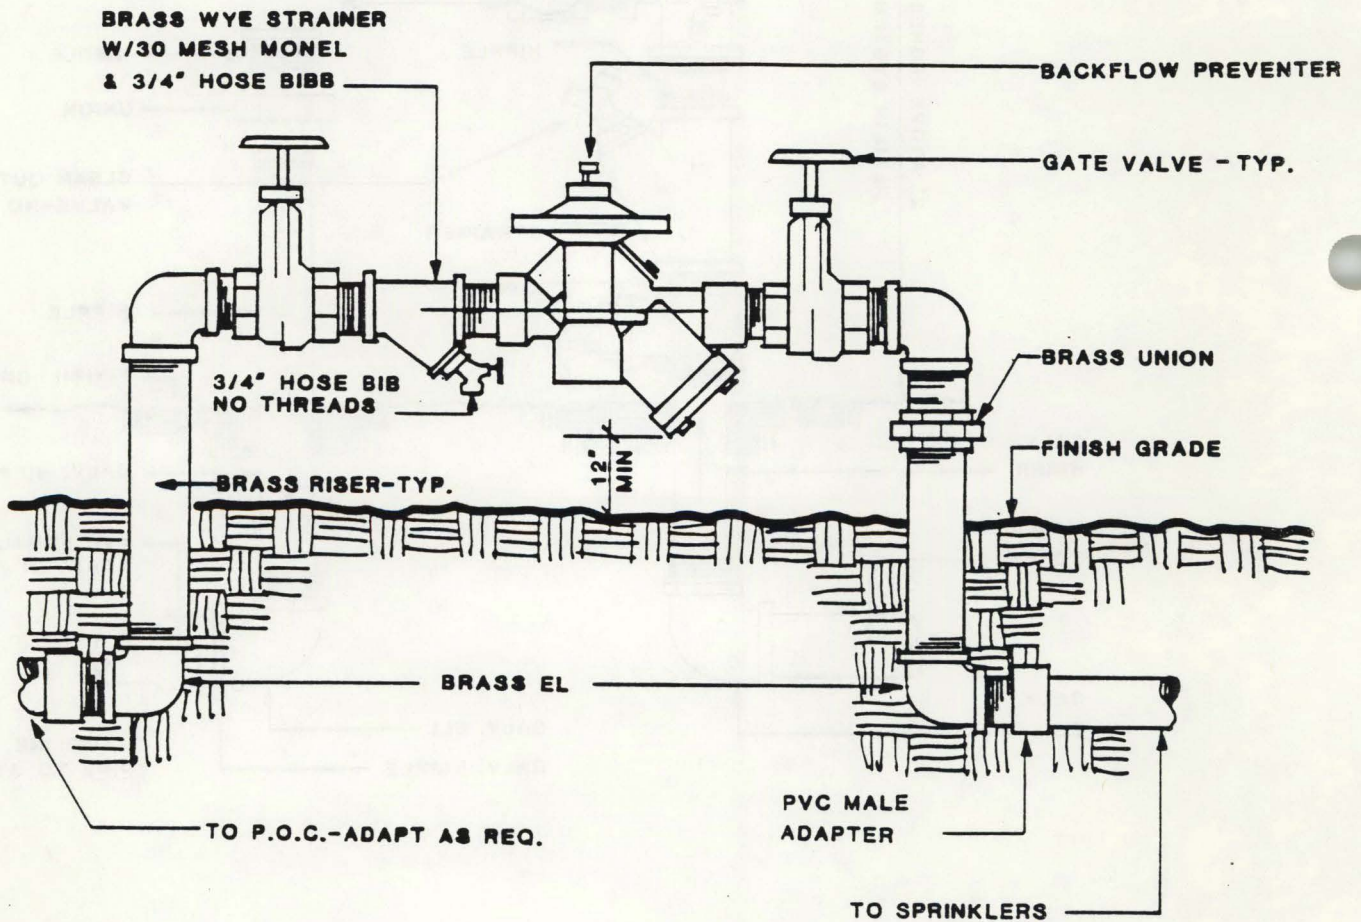 BRASS WYE STRAINER
W/30 MESH MONEL
& 3/4" HOSE BIBB
BACKFLOW PREVENTER
GATE VALVE - TYP.
3/4" HOSE BIB
NO THREADS
BRASS UNION
12"
MIN
FINISH GRADE
BRASS RISER-TYP.
BRASS EL
PVC MALE
ADAPTER
TO P.O.C.-ADAPT AS REQ.
TO SPRINKLERS